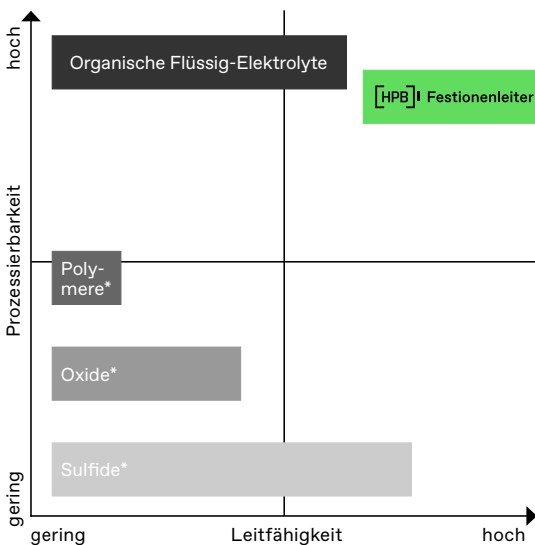 hoch
Organische Flüssig-Elektrolyte
[HPB] Festionenleiter
Prozessierbarkeit
Poly-
mere*
Oxide*
Sulfide*
gering
gering
Leitfähigkeit
hoch